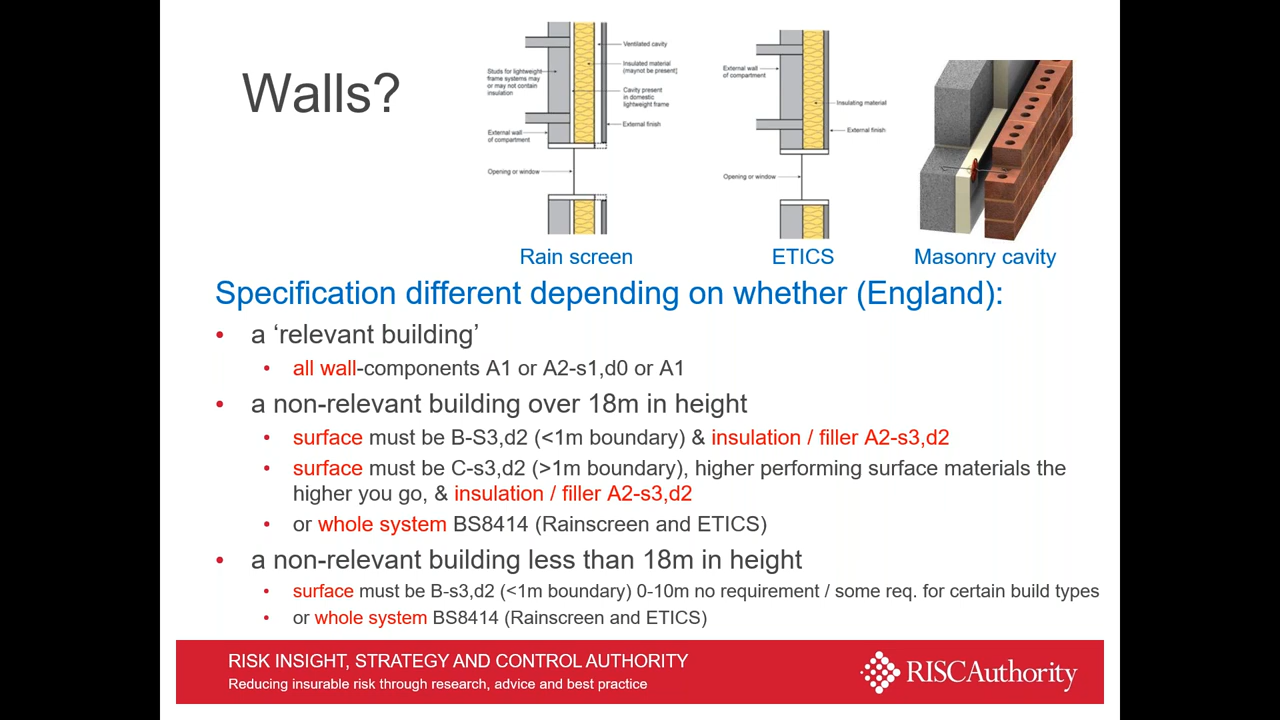 Walls?
Studs for lightweight
frame systems may
or may not contain
insulation
External wall
of compartment
Opening or window
Ventilated cavity
Insulated material
(maynot be present)
Cavity present
in domestic
lightweight frame
External finish
External wall
of compartment
Opening or window
Insulating material
External finish
Rain screen
ETICS
Masonry cavity
Specification different depending on whether (England):
• a ‘relevant building’
• all wall-components A1 or A2-s1,d0 or A1
• a non-relevant building over 18m in height
• surface must be B-S3,d2 (<1m boundary) & insulation / filler A2-s3,d2
• surface must be C-s3,d2 (>1m boundary), higher performing surface materials the
higher you go, & insulation / filler A2-s3,d2
• or whole system BS8414 (Rainscreen and ETICS)
• a non-relevant building less than 18m in height
• surface must be B-s3,d2 (<1m boundary) 0-10m no requirement / some req. for certain build types
• or whole system BS8414 (Rainscreen and ETICS)
RISK INSIGHT, STRATEGY AND CONTROL AUTHORITY
Reducing insurable risk through research, advice and best practice
RISCAuthority